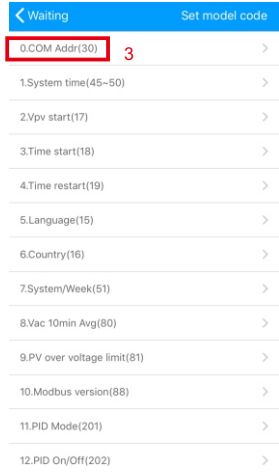 Waiting Set model code
0.COM Addr(30)
3
1.System time(45~50)
2.Vpv start(17)
3.Time start(18)
4.Time restart(19)
5.Language(15)
6.Country(16)
7.System/Week(51)
8.Vac 10min Avg(80)
9.PV over voltage limit(81)
10.Modbus version(88)
11.PID Mode(201)
12.PID On/Off(202)